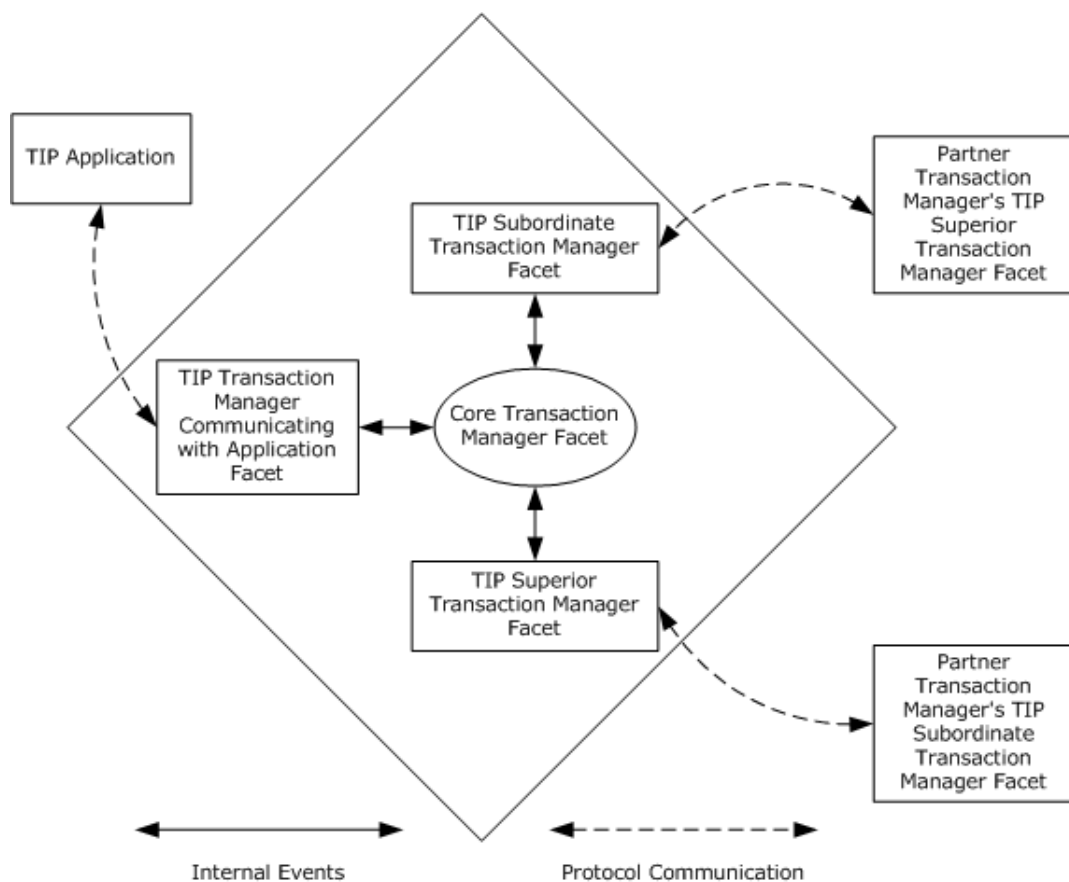 TIP Application
Partner
Transaction
Manager's TIP
Superior
Transaction
Manager Facet
TIP Subordinate
Transaction Manager
Facet
TIP Transaction
Manager
Communicating
with Application
Facet
Core Transaction
Manager Facet
TIP Superior
Transaction Manager
Facet
Partner
Transaction
Manager's TIP
Subordinate
Transaction
Manager Facet
Internal Events
Protocol Communication